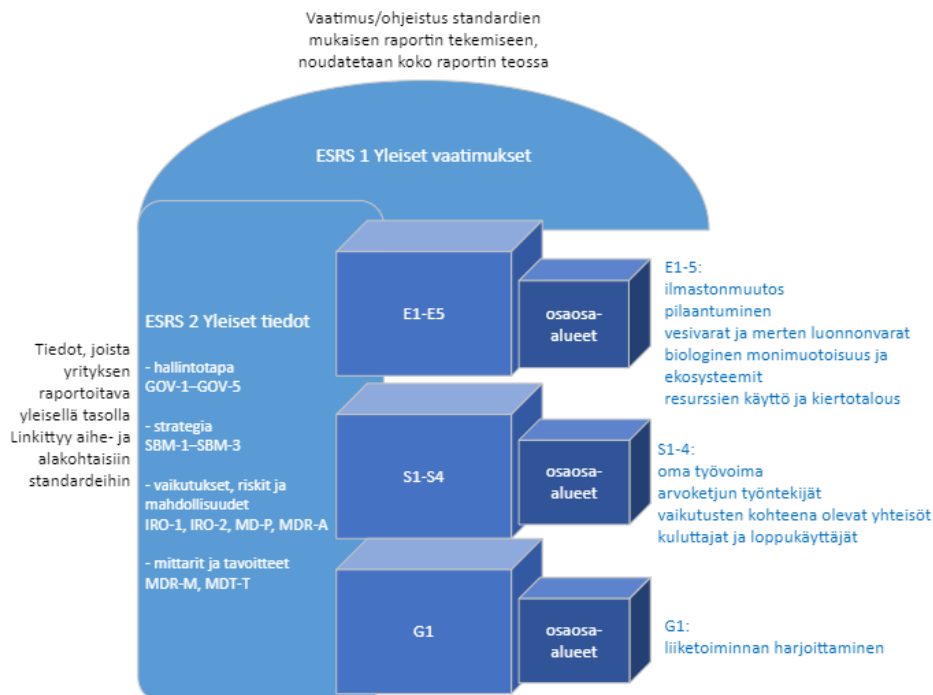 Vaatimus/ohjeistus standardien
mukaisen raportin tekemiseen,
noudatetaan koko raportin teossa
ESRS 1 Yleiset vaatimukset
Tiedot, joista
yrityksen
raportoitava
yleisellä tasolla
Linkittyy aihe- ja
alakohtaisiin
standardeihin
ESRS 2 Yleiset tiedot
- hallintotapa
GOV-1–GOV-5
- strategia
SBM-1–SBM-3
- vaikutukset, riskit ja
mahdollisuudet
IRO-1, IRO-2, MD-P, MDR-A
- mittarit ja tavoitteet
MDR-M, MDT-T
E1-E5
osaosa-
alueet
E1-5:
ilmastonmuutos
pilaantuminen
vesivarat ja merten luonnonvarat
biologinen monimuotoisuus ja
ekosysteemit
resurssien käyttö ja kiertotalous
S1-S4
osaosa-
alueet
S1-4:
oma työvoima
arvoketjun työntekijät
vaikutusten kohteena olevat yhteisöt
kuluttajat ja loppukäyttäjät
G1
osaosa-
alueet
G1:
liiketoiminnan harjoittaminen